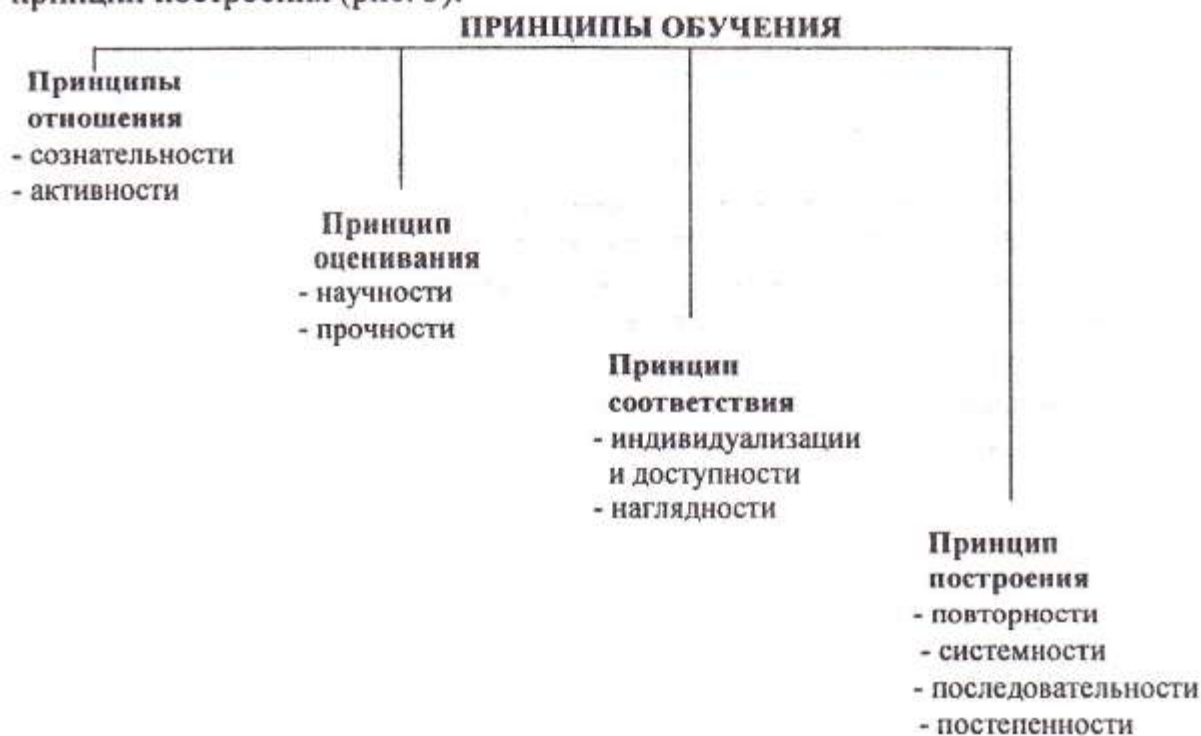 ПРИНЦИПЫ ОБУЧЕНИЯ
Принципы
отношения
- сознательности
- активности
Принцип
оценивания
- научности
- прочности
Принцип
соответствия
- индивидуализации
и доступности
- наглядности
Принцип
построения
- повторности
- системности
- последовательности
- постепенности